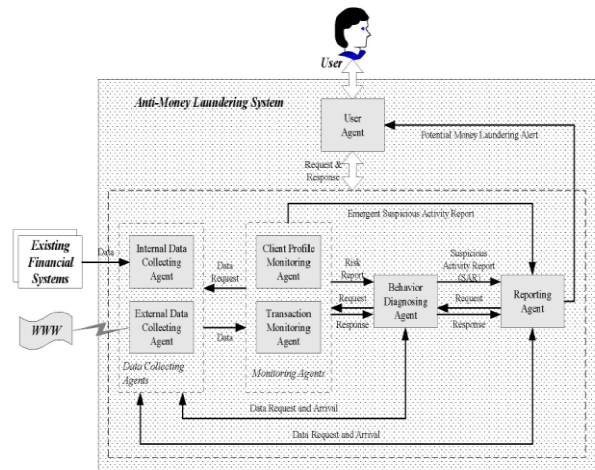 User
Anti-Money Laundering System
User
Agent
Potential Money Laundering Alert
Request &
Response
Emergent Suspicious Activity Report
Existing
Financial
Systems
Data
Internal Data
Collecting
Agent
Data
Request
Client Profile
Monitoring
Agent
Risk
Report
Suspicious
Activity Report
(SAR)
Request
Behavior
Diagnosing
Agent
Request
Reporting
Agent
WWW
External Data
Collecting
Agent
Data
Transaction
Monitoring
Agent
Response
Response
Data Collecting
Agents
Monitoring Agents
Data Request and Arrival
Data Request and Arrival